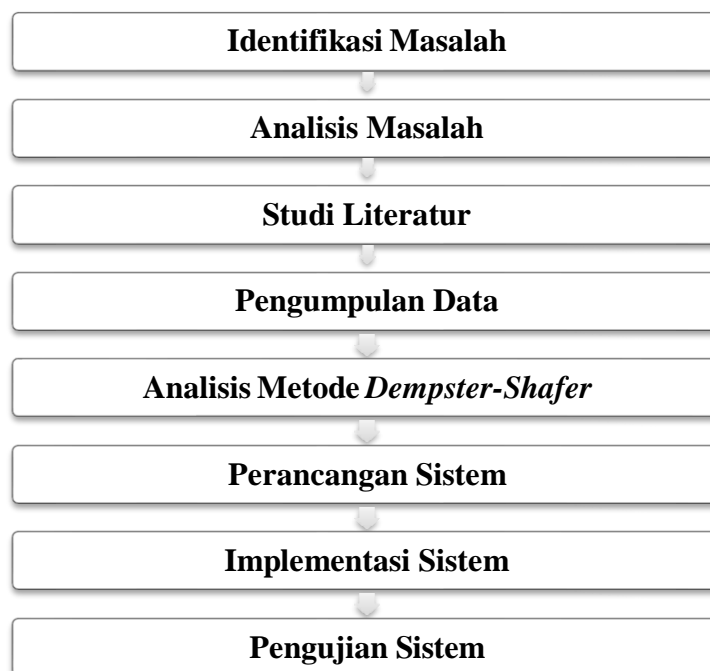 Identifikasi Masalah
Analisis Masalah
Studi Literatur
Pengumpulan Data
Analisis Metode Dempster-Shafer
Perancangan Sistem
Implementasi Sistem
Pengujian Sistem